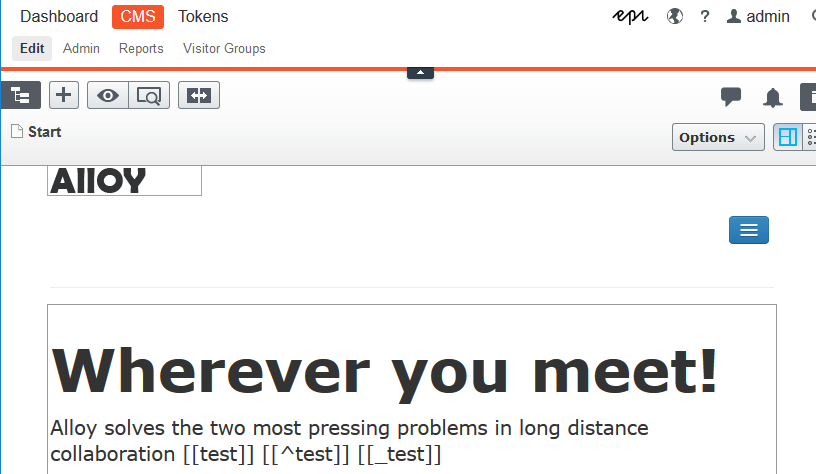 Dashboard CMS Tokens epi ? admin
Edit Admin Reports Visitor Groups
Start
Options
Alloy
Wherever you meet!
Alloy solves the two most pressing problems in long distance
collaboration [[test]] [[^test]] [[_test]]